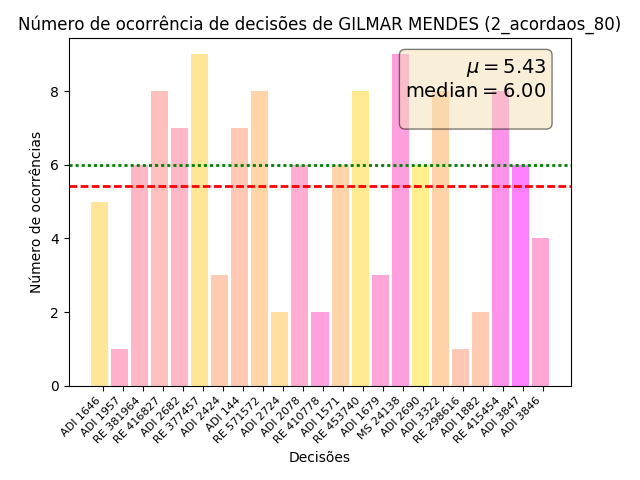 Número de ocorrência de decisões de GILMAR MENDES (2_acordaos_80)
μ = 5.43
median = 6.00
Número de ocorrências
8
6
4
2
0
ADI 1646
ADI 1957
RE 381964
RE 416827
ADI 2682
RE 377457
ADI 2424
ADI 144
RE 571572
ADI 2724
ADI 2078
RE 410778
ADI 1571
RE 453740
ADI 1679
MS 24138
ADI 2690
ADI 3322
RE 298616
ADI 1882
RE 415454
ADI 3847
ADI 3846
Decisões